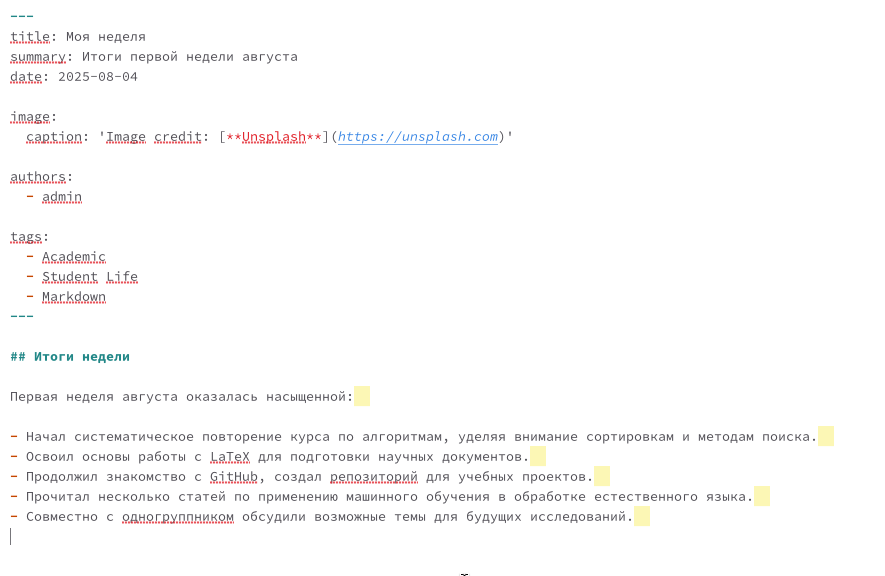 ---
title: Моя неделя
summary: Итоги первой недели августа
date: 2025-08-04
image:
caption: 'Image credit: [**Unsplash**](https://unsplash.com)'
authors:
- admin
tags:
- Academic
- Student Life
- Markdown
---
## Итоги недели
Первая неделя августа оказалась насыщенной:
- Начал систематическое повторение курса по алгоритмам, уделяя внимание сортировкам и методам поиска.
- Освоил основы работы с LaTeX для подготовки научных документов.
- Продолжил знакомство с GitHub, создал репозиторий для учебных проектов.
- Прочитал несколько статей по применению машинного обучения в обработке естественного языка.
- Совместно с одногруппником обсудили возможные темы для будущих исследований.